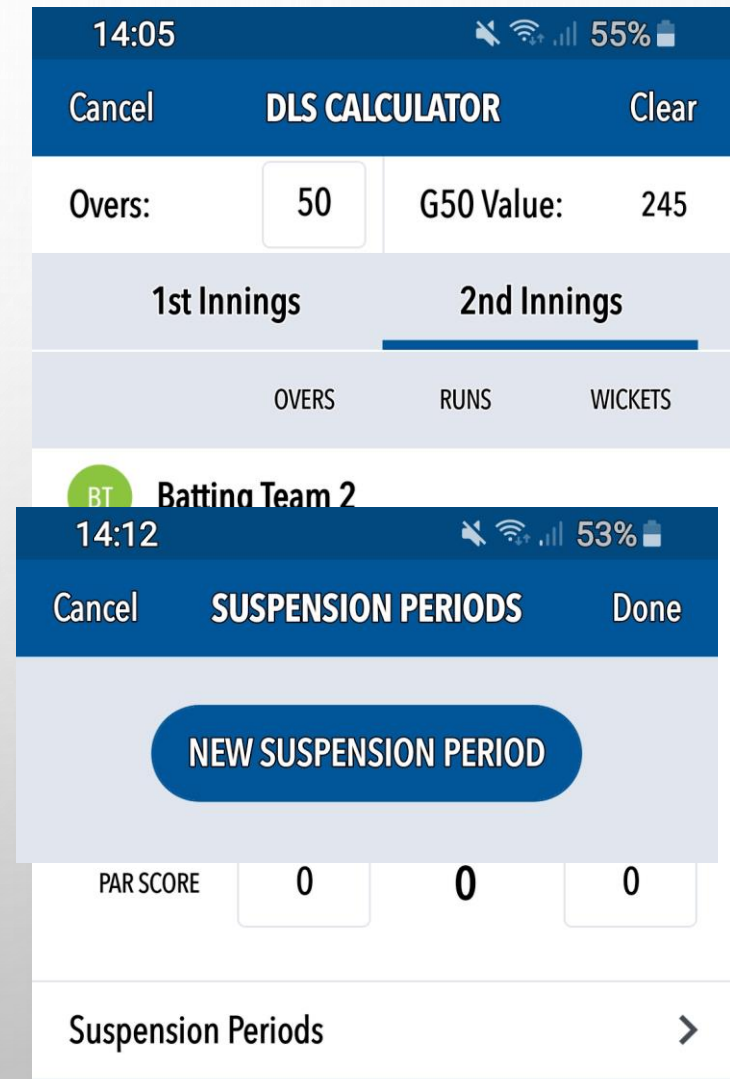 14:05 55%
Cancel DLS CALCULATOR Clear
Overs: 50 G50 Value: 245
1st Innings 2nd Innings
OVERS RUNS WICKETS
BT Batting Team 2
14:12 53%
Cancel SUSPENSION PERIODS Done
NEW SUSPENSION PERIOD
PAR SCORE 0 0 0
Suspension Periods >